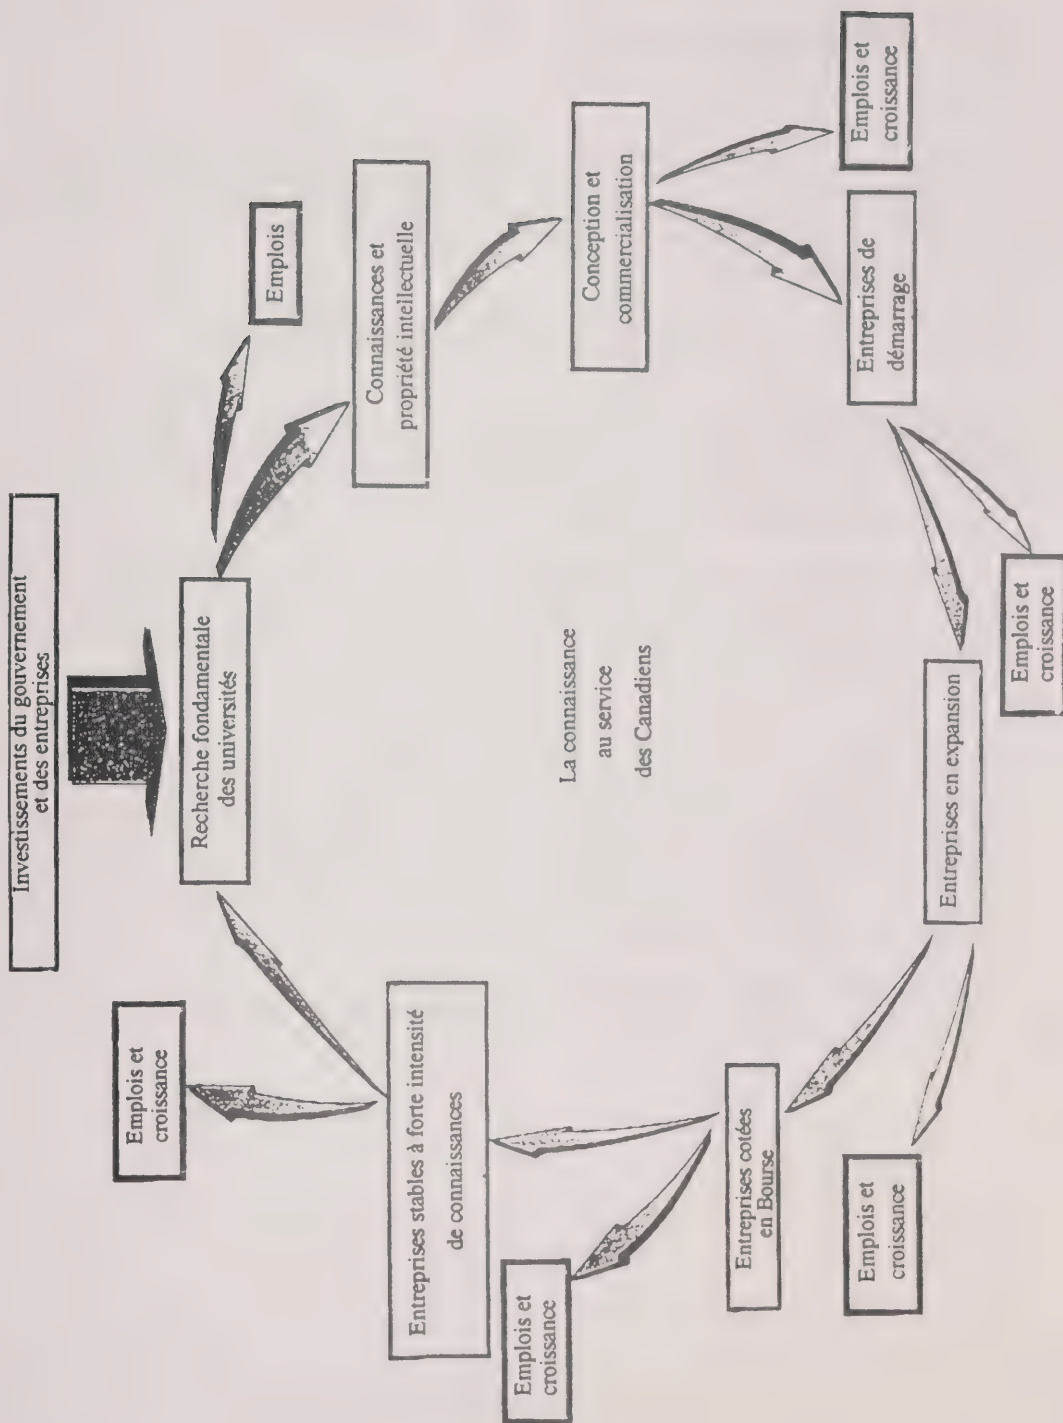 Investissements du gouvernement
et des entreprises
Recherche fondamentale
des universités
Emplois
Connaissances et
propriété intellectuelle
Conception et
commercialisation
Emplois et
croissance
Entreprises de
démarrage
Emplois et
croissance
Entreprises en expansion
Emplois et
croissance
Entreprises cotées
en Bourse
Emplois et
croissance
Entreprises stables à forte intensité
de connaissances
Emplois et
croissance
La connaissance
au service
des Canadiens